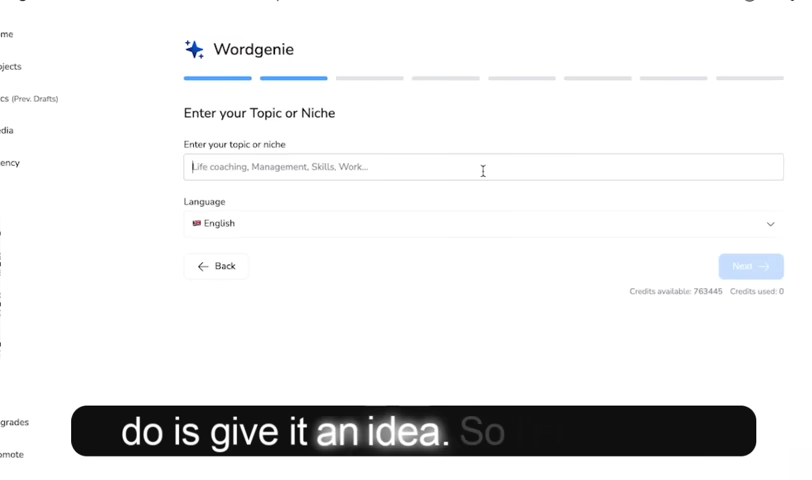 me
Wordgenie
ojects
cs (Prev. Drafts)
Enter your Topic or Niche
edia
Enter your topic or niche
ency
Life coaching, Management, Skills, Work...
Language
English
Back
Next
Credits available: 763445 Credits used: 0
grades
do is give it an idea. So
omote